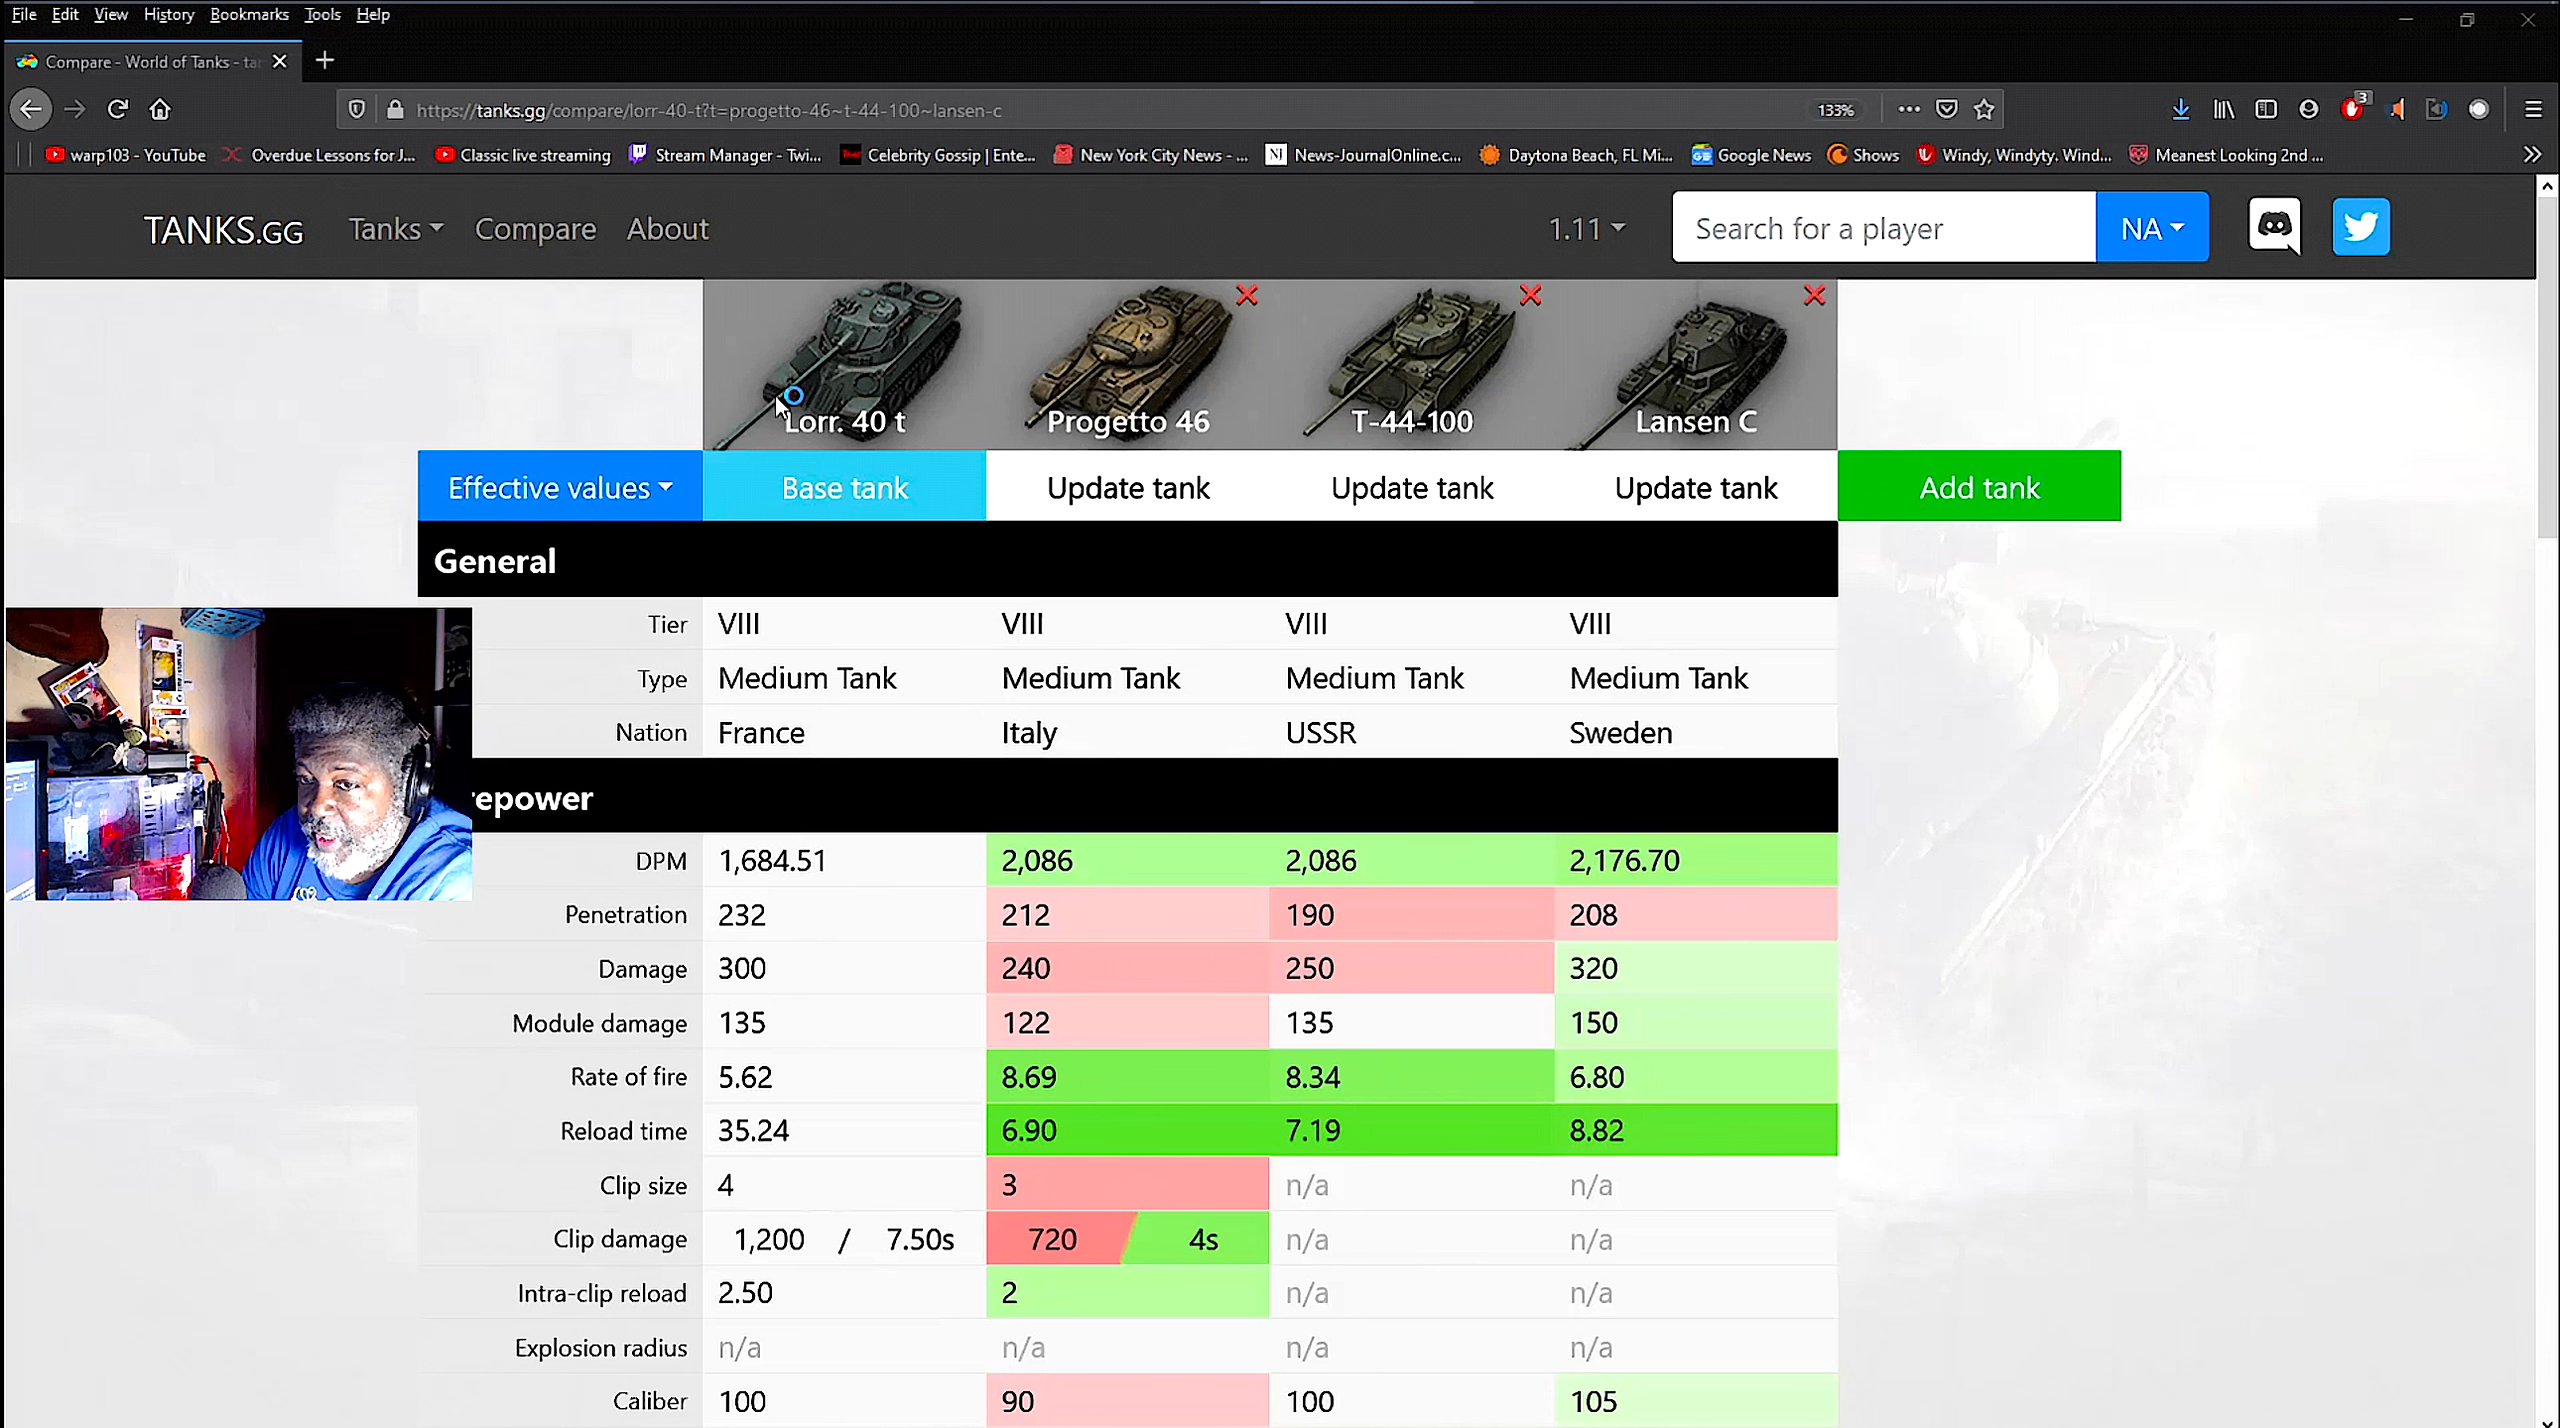 File Edit View History Bookmarks Tools Help
Compare - World of Tanks - ta
https://tanks.gg/compare/lorr-40-t?t=progetto-46~t-44-100~lansen-c 133% 3
warp103 - YouTube Overdue Lessons for J... Classic live streaming Stream Manager - Twi... Celebrity Gossip | Ente... New York City News - ... News-JournalOnline.c... Daytona Beach, FL Mi... Google News Shows Windy, Windyty. Wind... Meanest Looking 2nd ...
TANKS.GG Tanks Compare About 1.11 Search for a player NA
Lorr. 40 t Progetto 46 T-44-100 Lansen C
Effective values Base tank Update tank Update tank Update tank Add tank
General
Tier VIII VIII VIII VIII
Type Medium Tank Medium Tank Medium Tank Medium Tank
Nation France Italy USSR Sweden
repower
DPM 1,684.51 2,086 2,086 2,176.70
Penetration 232 212 190 208
Damage 300 240 250 320
Module damage 135 122 135 150
Rate of fire 5.62 8.69 8.34 6.80
Reload time 35.24 6.90 7.19 8.82
Clip size 4 3 n/a n/a
Clip damage 1,200 / 7.50s 720 4s n/a n/a
Intra-clip reload 2.50 2 n/a n/a
Explosion radius n/a n/a n/a n/a
Caliber 100 90 100 105